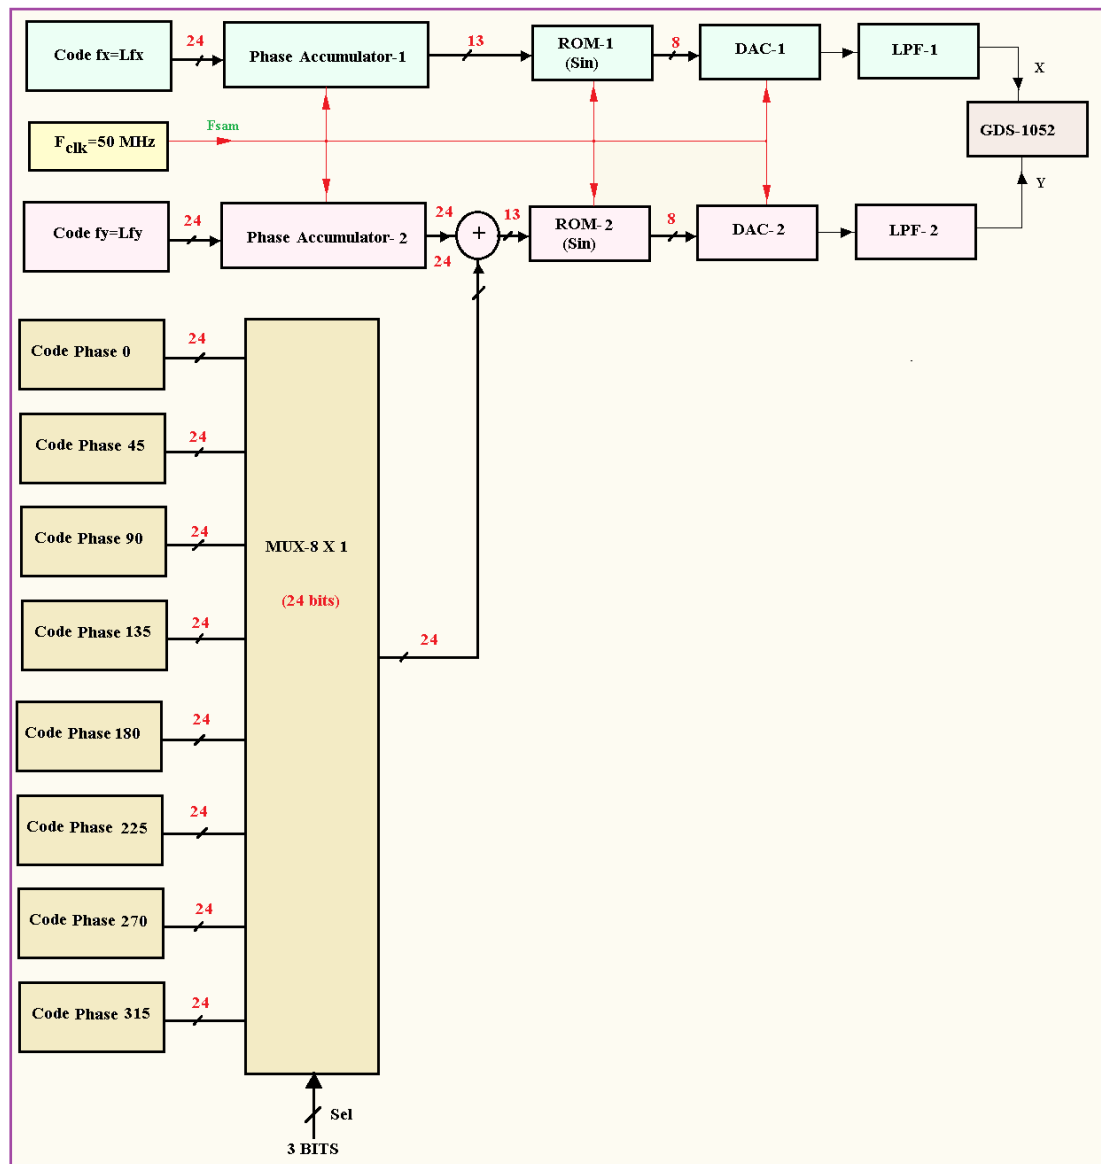 Code fx=Lfx
24
Phase Accumulator-1
13
ROM-1
(Sin)
8
DAC-1
LPF-1
X
GDS-1052
Fclk=50 MHz
Fsam
Y
Code fy=Lfy
24
Phase Accumulator- 2
24
24
+
13
ROM- 2
(Sin)
8
DAC- 2
LPF- 2
Code Phase 0
24
Code Phase 45
24
Code Phase 90
24
Code Phase 135
24
Code Phase 180
24
Code Phase 225
24
Code Phase 270
24
Code Phase 315
24
MUX-8 X 1
(24 bits)
24
Sel
3 BITS